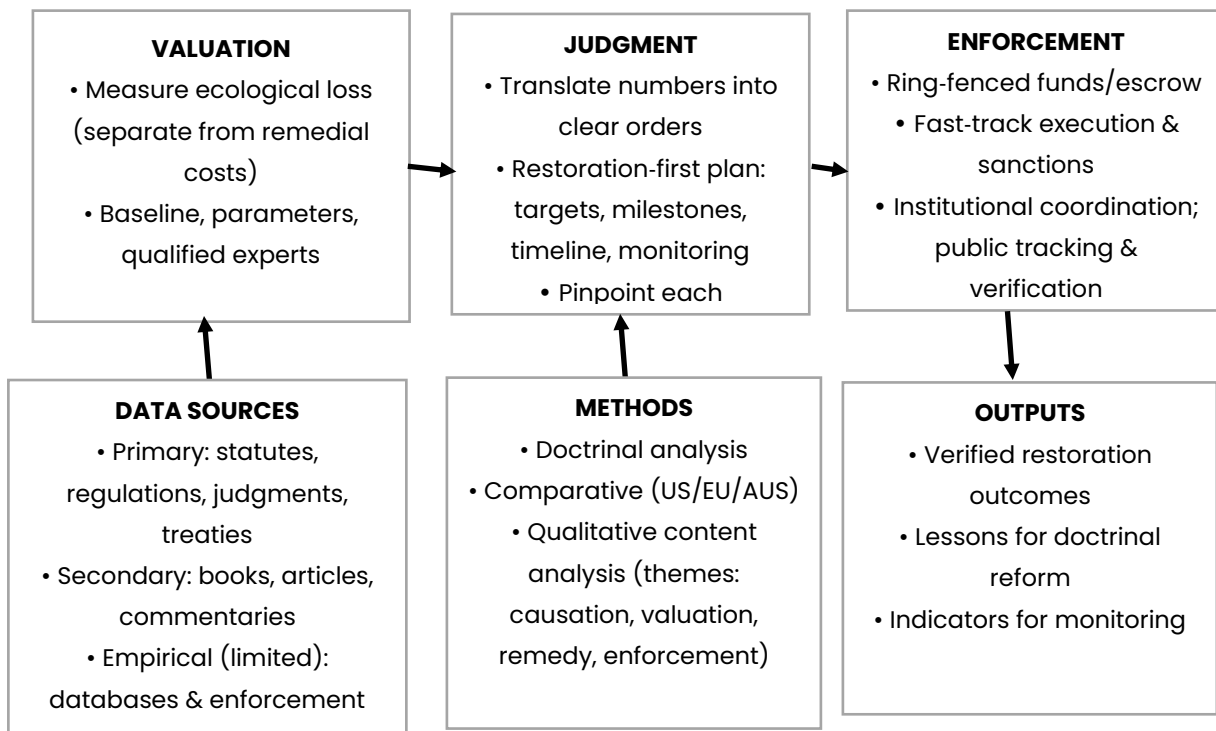 VALUATION
• Measure ecological loss
(separate from remedial
costs)
• Baseline, parameters,
qualified experts
JUDGMENT
• Translate numbers into
clear orders
• Restoration-first plan:
targets, milestones,
timeline, monitoring
• Pinpoint each
ENFORCEMENT
• Ring-fenced funds/escrow
• Fast-track execution &
sanctions
• Institutional coordination;
public tracking &
verification
DATA SOURCES
• Primary: statutes,
regulations, judgments,
treaties
• Secondary: books, articles,
commentaries
• Empirical (limited):
databases & enforcement
METHODS
• Doctrinal analysis
• Comparative (US/EU/AUS)
• Qualitative content
analysis (themes:
causation, valuation,
remedy, enforcement)
OUTPUTS
• Verified restoration
outcomes
• Lessons for doctrinal
reform
• Indicators for monitoring